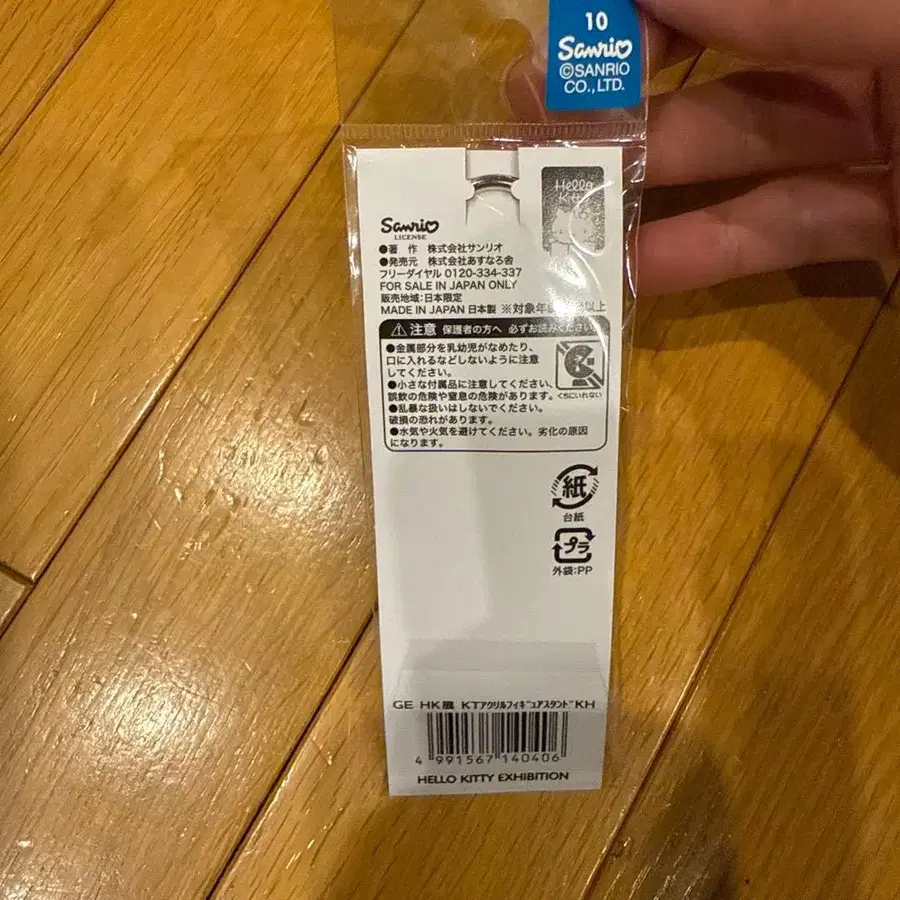 10
Sanrio
©SANRIO
CO.,LTD.
Hello
Kitty
Sanrio
LICENSE
●著 作 株式会社サンリオ
●発売元 株式会社あすなろ舎
フリーダイヤル 0120-334-337
FOR SALE IN JAPAN ONLY
販売地域:日本限定
MADE IN JAPAN 日本製 ※対象年齢 以上
注意 保護者の方へ 必ずお読みください
●金属部分を乳幼児がなめたり、
口に入れるなどしないように注意
してください。
●小さな付属品に注意してください、
誤飲の危険や窒息の危険があります。
くちにいれない
●乱暴な扱いはしないでください。
破損の恐れがあります。
●水気や火気を避けてください。劣化の原因
になります。
紙
台紙
プラ
外袋:PP
GE HK展 KTアクリルフィギュアスタンドKH
4 991567 140406
HELLO KITTY EXHIBITION